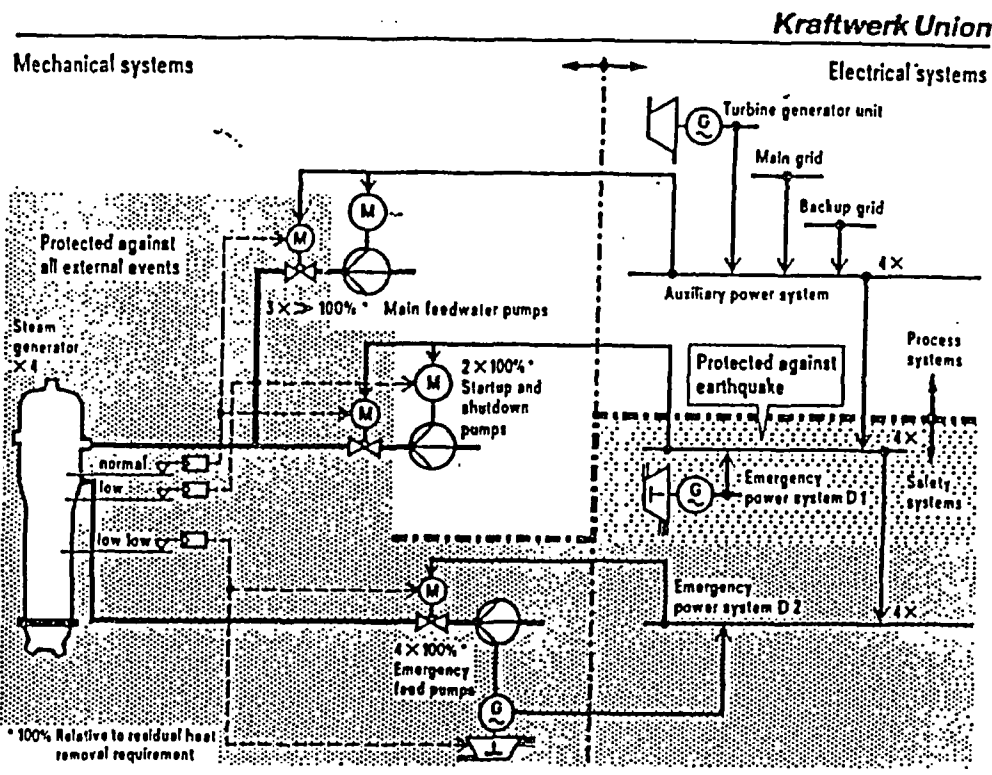 Kraftwerk Union
Mechanical systems
Electrical systems
G
Turbine generator unit
Main grid
Backup grid
M
M
Protected against
all external events
4×
Auxiliary power system
3 × ≥ 100% * Main feedwater pumps
Steam
generator
× 4
Process
systems
Protected against
earthquake
M
M
2 × 100% *
Startup and
shutdown
pumps
4×
normal
low
low low
G
Emergency
power system D1
Safety
systems
M
Emergency
power system D2
4×
4 × 100% *
Emergency
feed pumps
G
* 100% Relative to residual heat
removal requirement